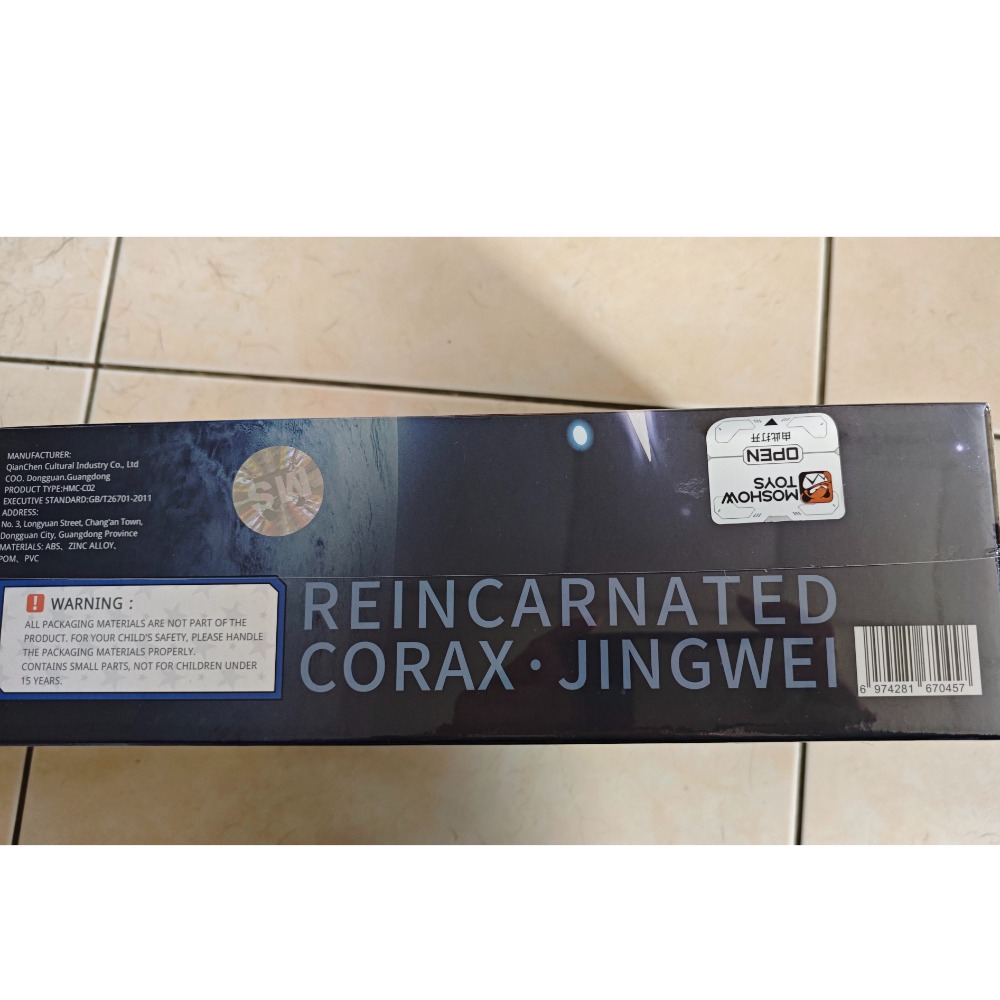 MANUFACTURER:
QianChen Cultural Industry Co., Ltd
COO. Dongguan.Guangdong
PRODUCT TYPE:HMC-C02
EXECUTIVE STANDARD:GB/T26701-2011
ADDRESS:
No. 3, Longyuan Street, Chang'an Town,
Dongguan City, Guangdong Province
MATERIALS: ABS、ZINC ALLOY、
POM、PVC
MS
MOSHOW
TOYS
OPEN
由此打开
! WARNING :
ALL PACKAGING MATERIALS ARE NOT PART OF THE
PRODUCT. FOR YOUR CHILD'S SAFETY, PLEASE HANDLE
THE PACKAGING MATERIALS PROPERLY.
CONTAINS SMALL PARTS, NOT FOR CHILDREN UNDER
15 YEARS.
REINCARNATED
CORAX·JINGWEI
6 974281 670457